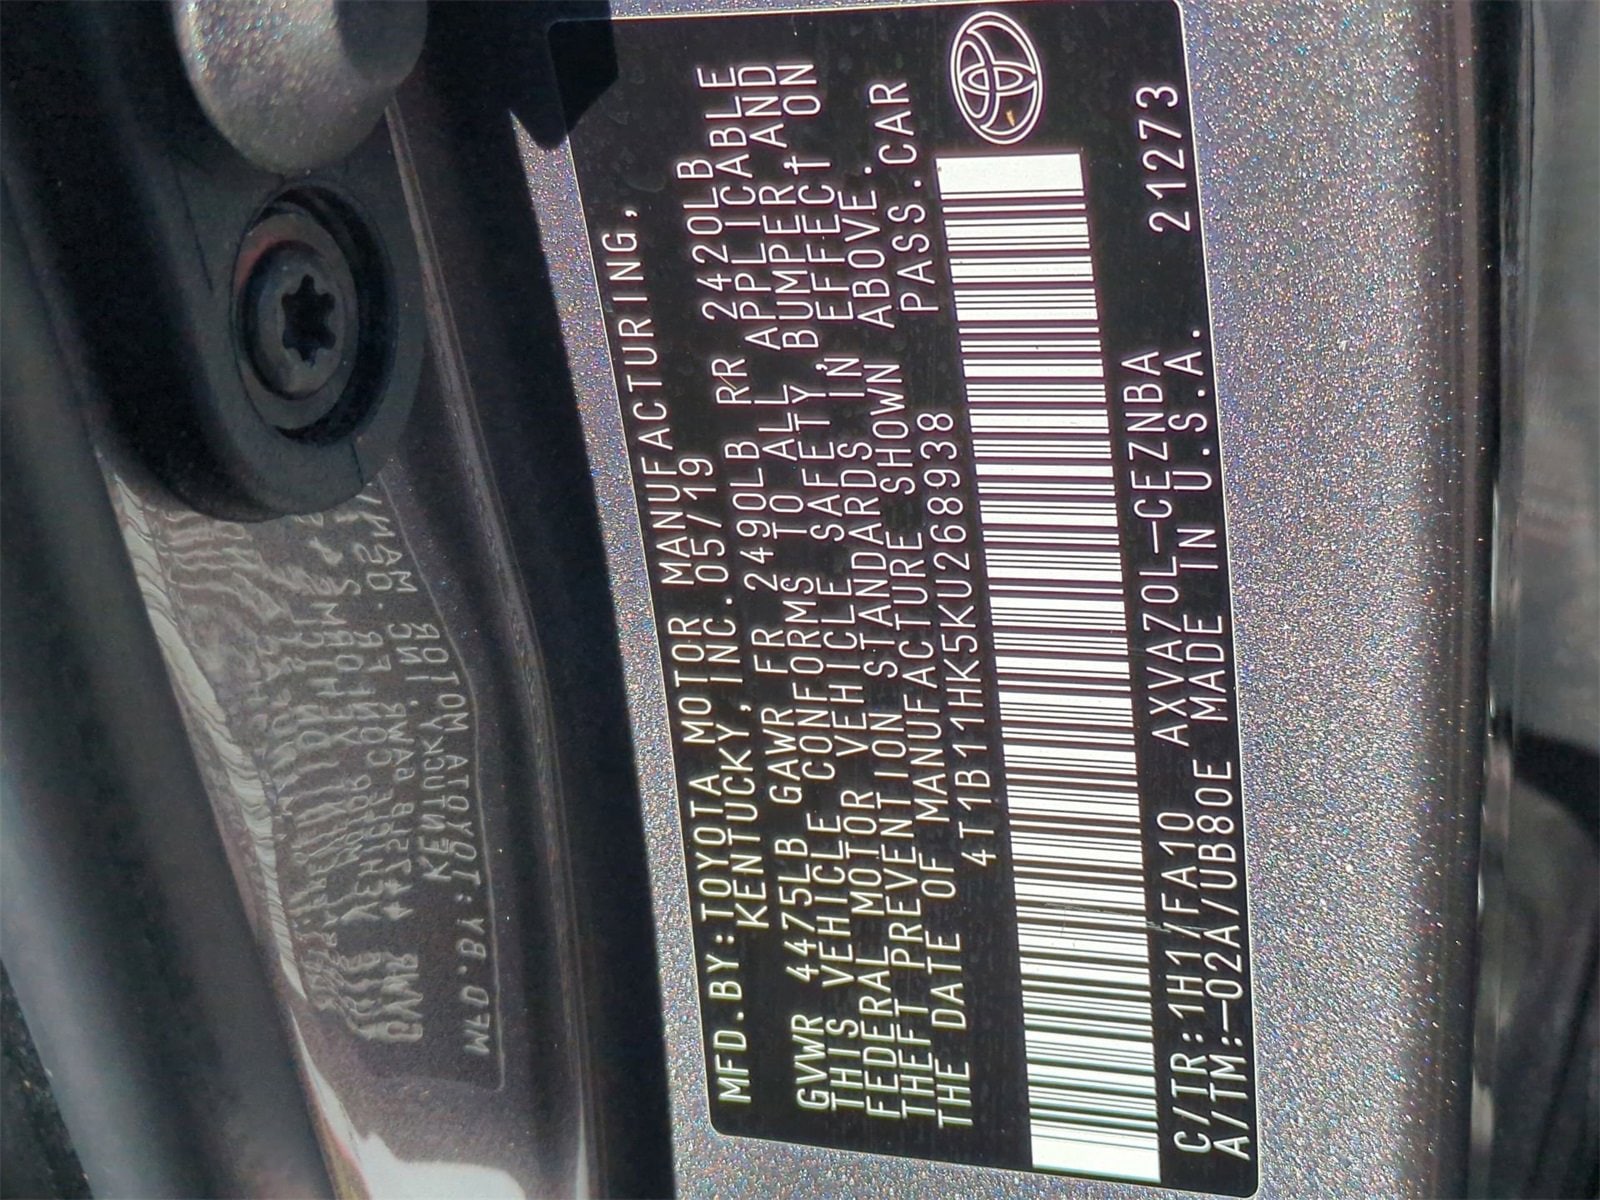 MFD.BY:TOYOTA MOTOR MANUFACTURING,
KENTUCKY,INC.05/19
GVWR 4475LB GAWR FR 2490LB RR 2420LB
THIS VEHICLE CONFORMS TO ALL APPLICABLE
FEDERAL MOTOR VEHICLE SAFETY,BUMPER,AND
THEFT PREVENTION STANDARDS IN EFFECT ON
THE DATE OF MANUFACTURE SHOWN ABOVE.
4T1B11HK5KU268938 PASS.CAR
C/TR:1H1/FA10 AXVA70L-CEZNBA 21273
A/TM:-02A/UB80E MADE IN U.S.A.